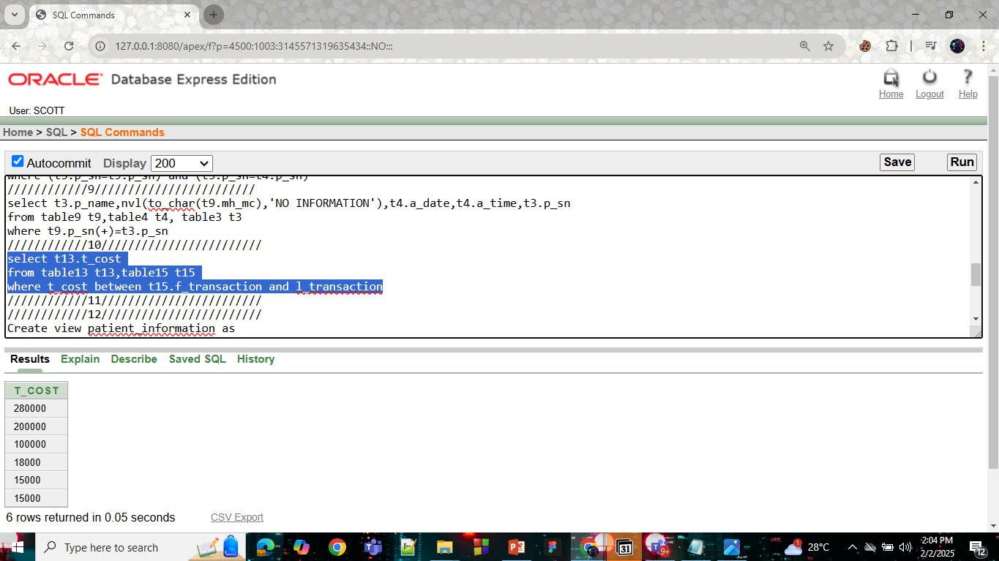 SQL Commands
127.0.0.1:8080/apex/f?p=4500:1003:3145571319635434::NO:::
ORACLE Database Express Edition
Home Logout Help
User: SCOTT
Home > SQL > SQL Commands
Autocommit Display 200 Save Run
where (t3.p_sn=t9.p_sn) and (t3.p_sn=t4.p_sn)
////////////9////////////////////////
select t3.p_name,nvl(to_char(t9.mh_mc),'NO INFORMATION'),t4.a_date,t4.a_time,t3.p_sn
from table9 t9,table4 t4, table3 t3
where t9.p_sn(+)=t3.p_sn
////////////10////////////////////////
select t13.t_cost
from table13 t13,table15 t15
where t_cost between t15.f_transaction and l_transaction
////////////11////////////////////////
////////////12////////////////////////
Create view patient_information as
Results Explain Describe Saved SQL History
T_COST
280000
200000
100000
18000
15000
15000
6 rows returned in 0.05 seconds CSV Export
Type here to search
31
9+
1
28°C
2:04 PM
2/2/2025
12